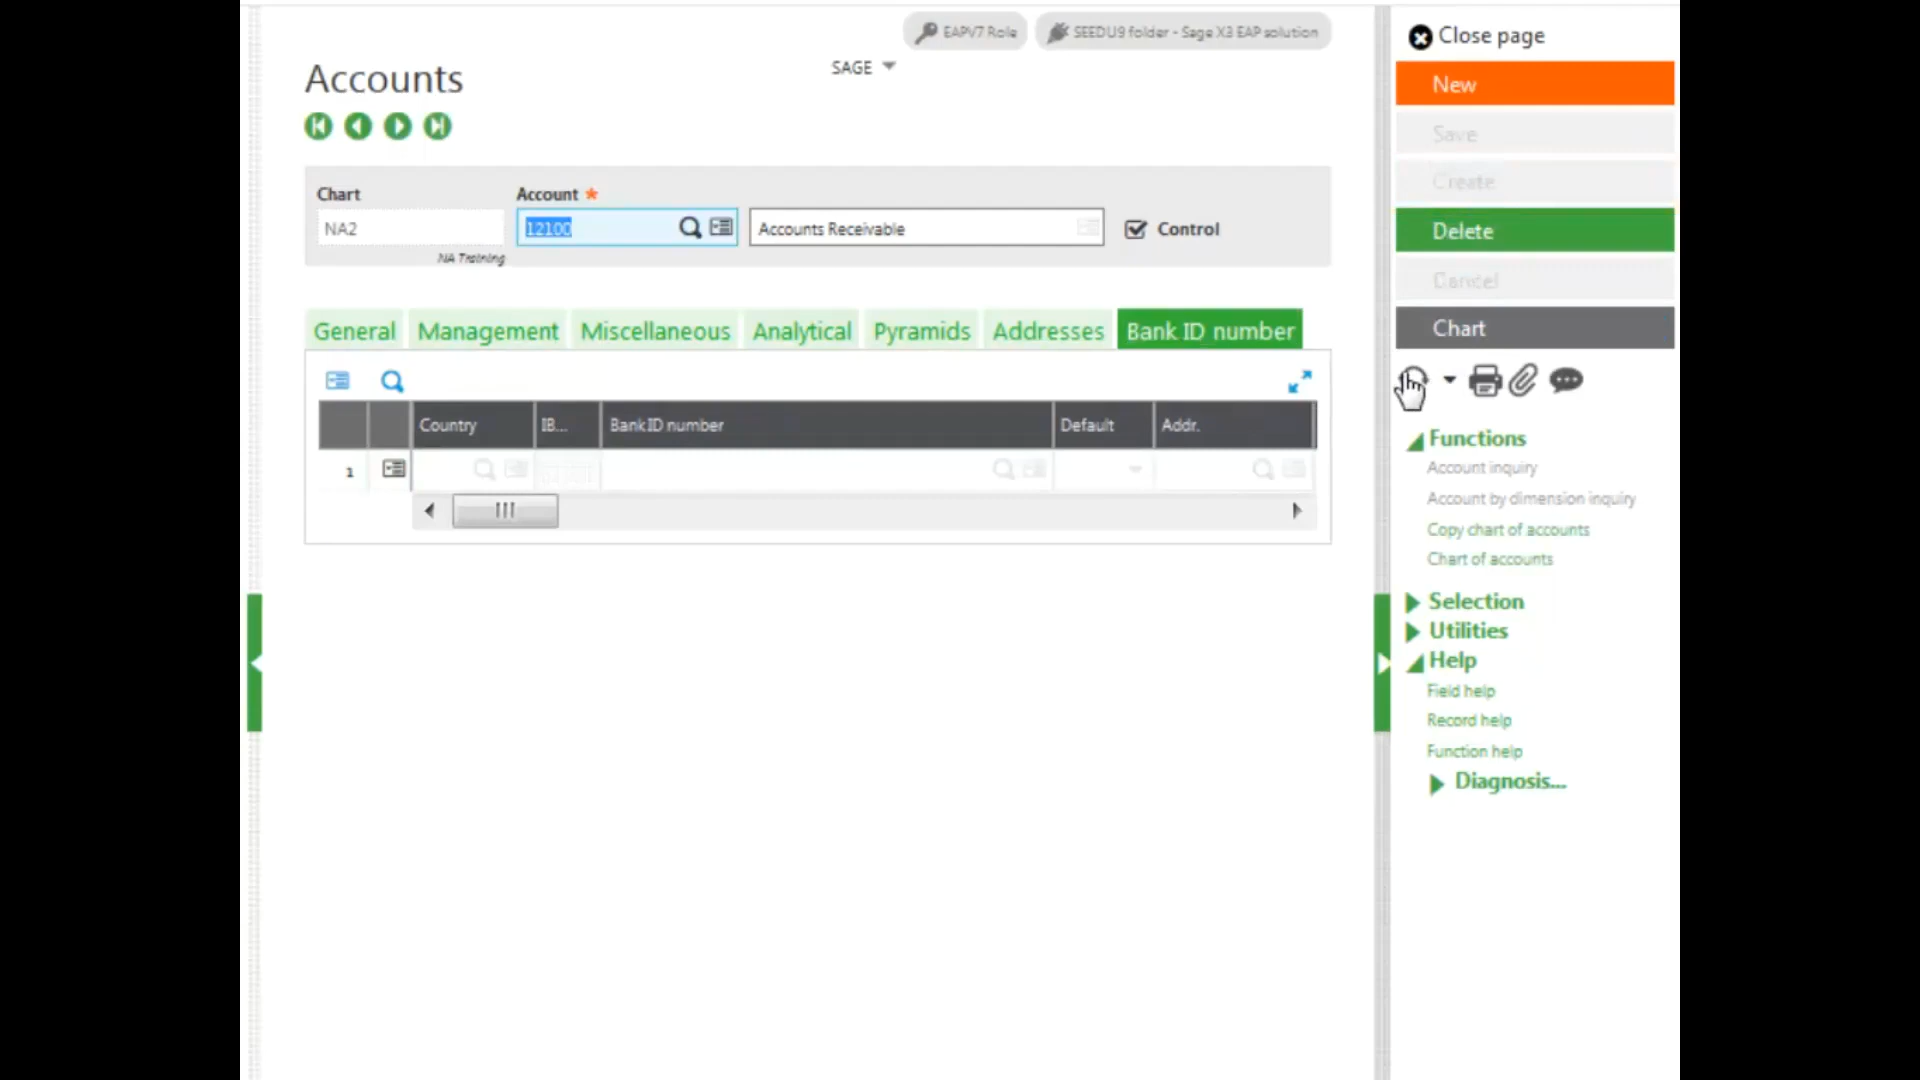 EAPV7 Role
SEEDU9 folder - Sage X3 EAP solution
SAGE
Accounts
Chart
NA2
NA Training
Account *
12100
Accounts Receivable
Control
General
Management
Miscellaneous
Analytical
Pyramids
Addresses
Bank ID number
Country
IB...
Bank ID number
Default
Addr.
1
Close page
New
Save
Create
Delete
Cancel
Chart
Functions
Account inquiry
Account by dimension inquiry
Copy chart of accounts
Chart of accounts
Selection
Utilities
Help
Field help
Record help
Function help
Diagnosis...